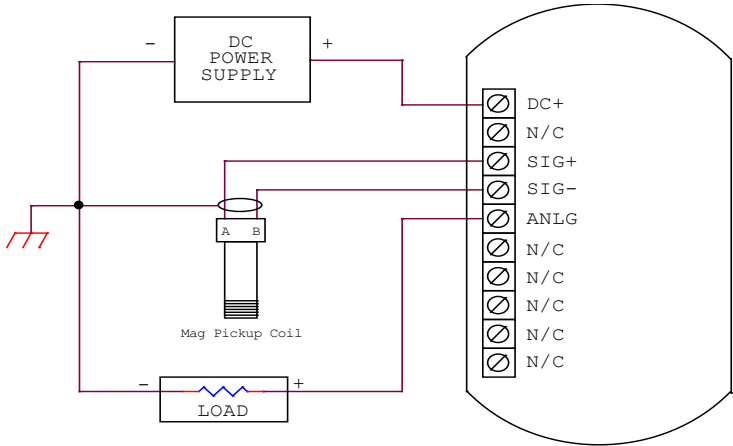 DC
POWER
SUPPLY
-
+
DC+
N/C
SIG+
SIG-
ANLG
N/C
N/C
N/C
N/C
N/C
A B
Mag Pickup Coil
-
+
LOAD